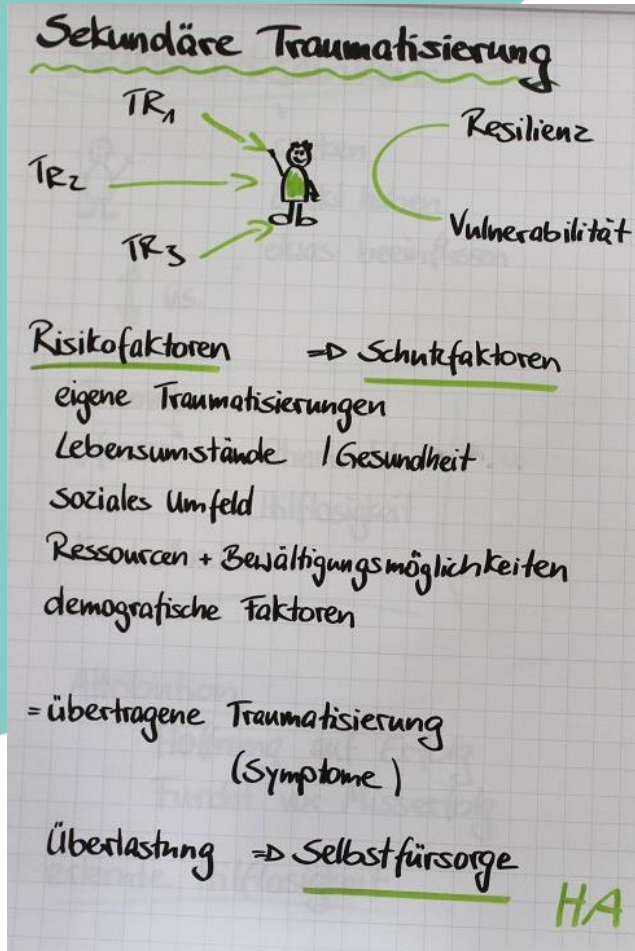 Sekundäre Traumatisierung
TR1
TR2
TR3
Resilienz
Vulnerabilität
Risikofaktoren => Schutzfaktoren
eigene Traumatisierungen
Lebensumstände / Gesundheit
soziales Umfeld
Ressourcen + Bewältigungsmöglichkeiten
demografische Faktoren
= übertragene Traumatisierung
(Symptome)
Überlastung => Selbstfürsorge
HA